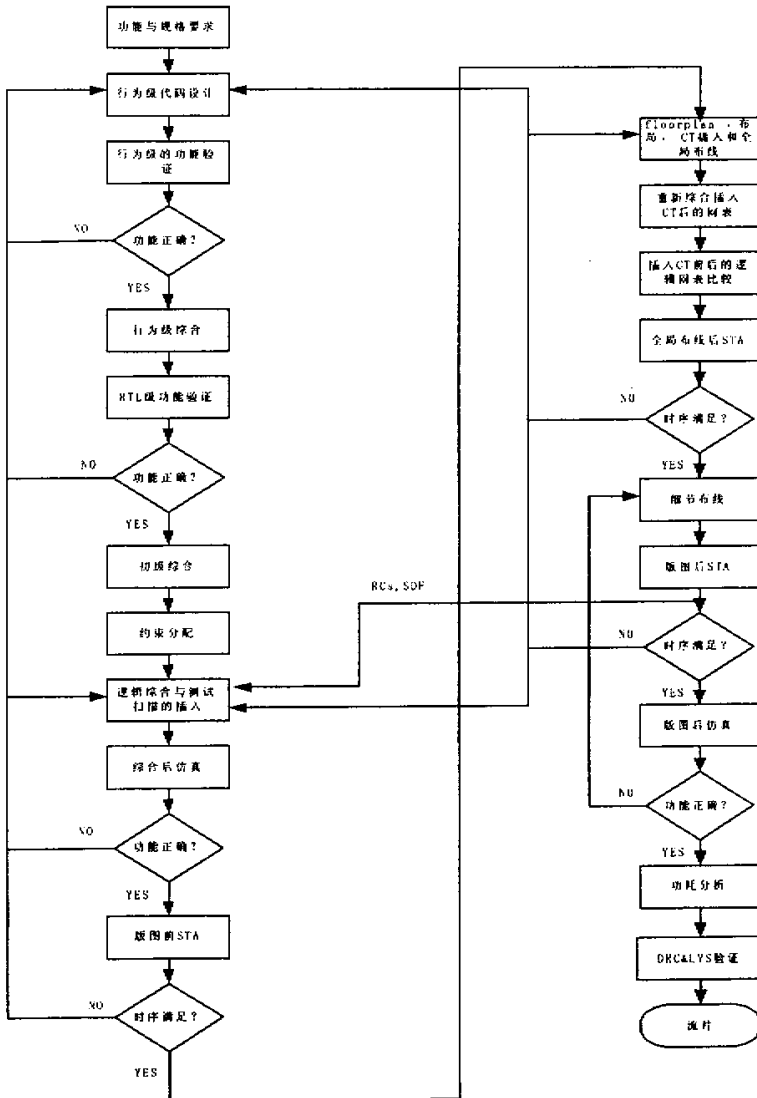 功能与规格要求
行为级代码设计
行为级的功能验
证
NO
功能正确?
YES
行为级综合
RTL级功能验证
NO
功能正确?
YES
初级综合
约束分配
逻辑综合与测试
扫描的插入
综合后仿真
NO
功能正确?
YES
版图前STA
NO
时序满足?
YES
RCs,SDF
floorplan 、布
局、CT插入和全
局布线
重新综合插入
CT后的网表
插入CT前后的逻
辑网表比较
全局布线后STA
NO
时序满足?
YES
细节布线
版图后STA
NO
时序满足?
YES
版图后仿真
NO
功能正确?
YES
功耗分析
DRC&LVS验证
流片